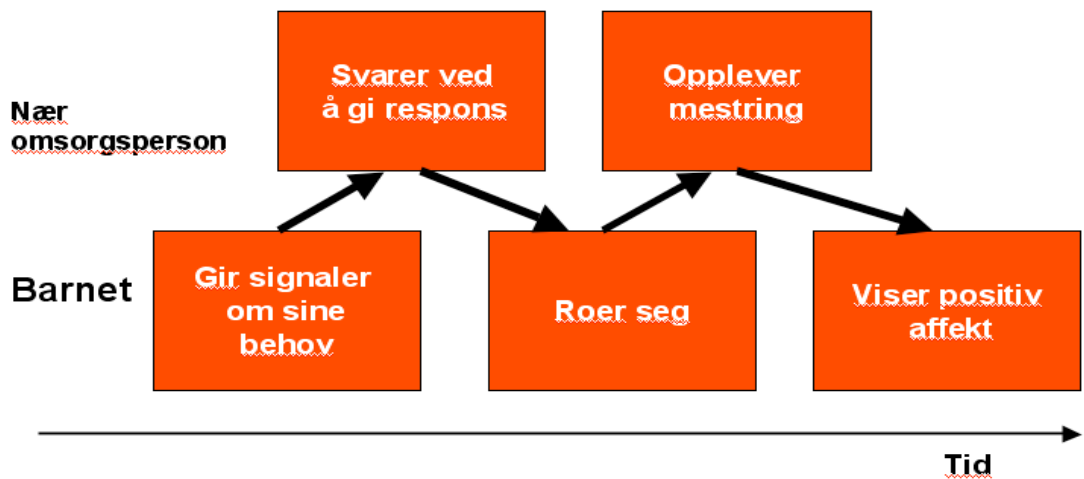 Svarer ved
å gi respons
Opplever
mestring
Nær
omsorgsperson
Barnet
Gir signaler
om sine
behov
Roer seg
Viser positiv
affekt
Tid